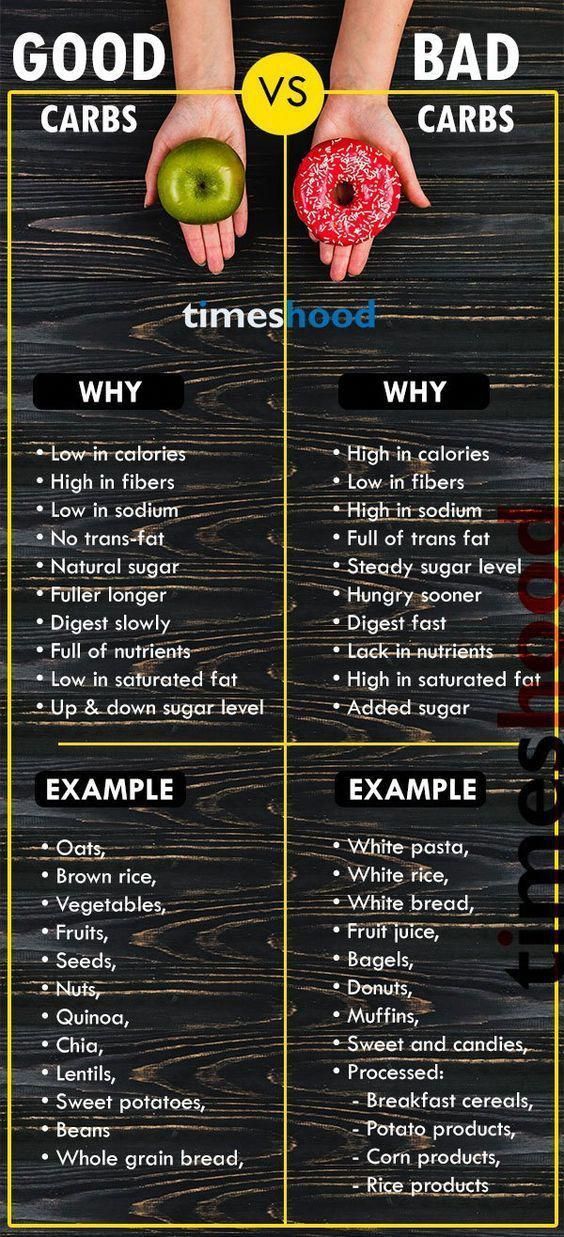 GOOD
CARBS
VS
BAD
CARBS
timeshood
WHY
• Low in calories
• High in fibers
• Low in sodium
• No trans-fat
• Natural sugar
• Fuller longer
• Digest slowly
• Full of nutrients
• Low in saturated fat
• Up & down sugar level
WHY
• High in calories
• Low in fibers
• High in sodium
• Full of trans fat
• Steady sugar level
• Hungry sooner
• Digest fast
• Lack in nutrients
• High in saturated fat
• Added sugar
timeshood
EXAMPLE
• Oats,
• Brown rice,
• Vegetables,
• Fruits,
• Seeds,
• Nuts,
• Quinoa,
• Chia,
• Lentils,
• Sweet potatoes,
• Beans
• Whole grain bread,
EXAMPLE
• White pasta,
• White rice,
• White bread,
• Fruit juice,
• Bagels,
• Donuts,
• Muffins,
• Sweet and candies,
• Processed:
- Breakfast cereals,
- Potato products,
- Corn products,
- Rice products